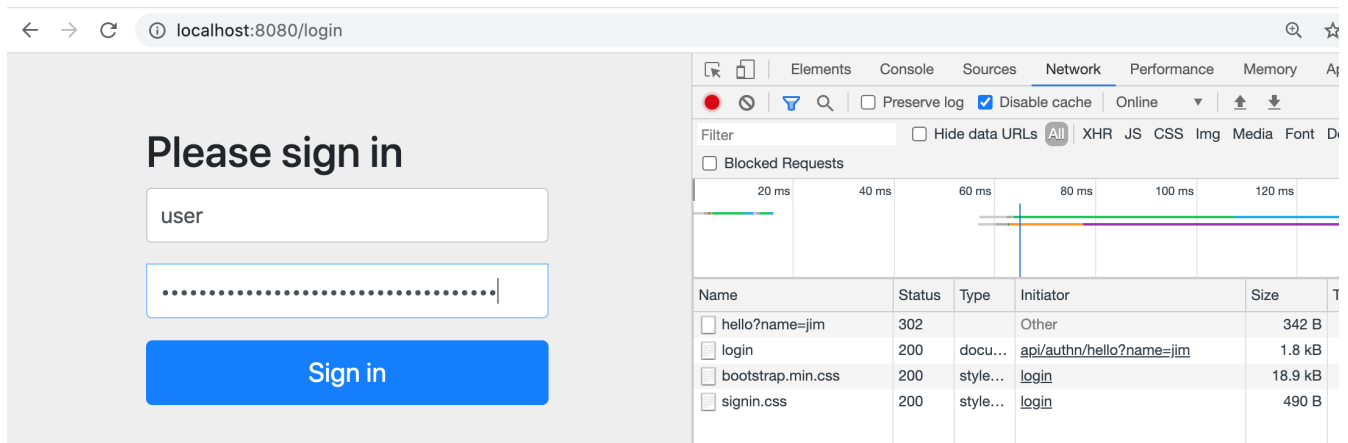 localhost:8080/login
Elements Console Sources Network Performance Memory Ap
Preserve log Disable cache Online
Filter Hide data URLs All XHR JS CSS Img Media Font Do
Blocked Requests
20 ms 40 ms 60 ms 80 ms 100 ms 120 ms
Please sign in
user
••••••••••••••••••••••••••••••••••••
Sign in
Name Status Type Initiator Size T
hello?name=jim 302 Other 342 B
login 200 docu... api/authn/hello?name=jim 1.8 kB
bootstrap.min.css 200 style... login 18.9 kB
signin.css 200 style... login 490 B